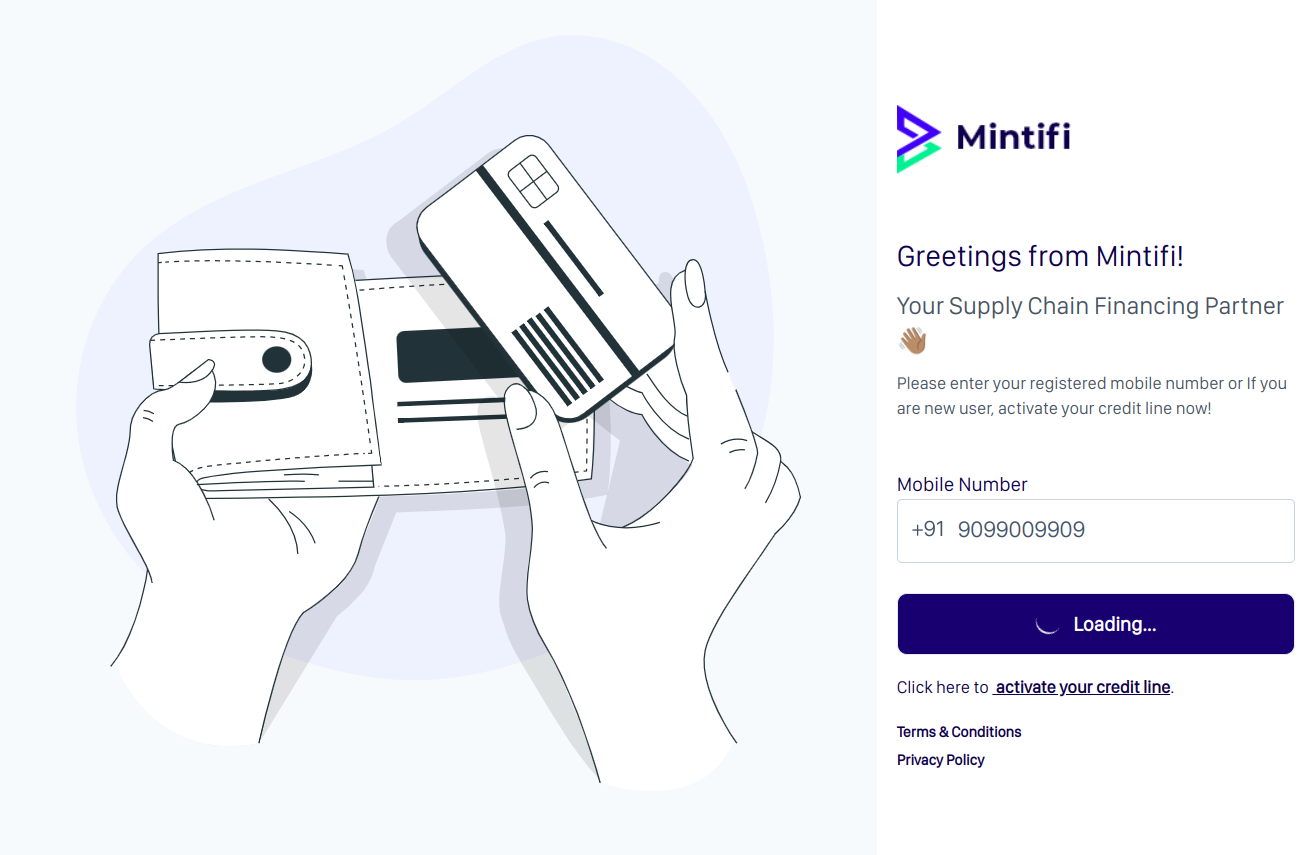 Mintifi
Greetings from Mintifi!
Your Supply Chain Financing Partner
👋🏽
Please enter your registered mobile number or If you
are new user, activate your credit line now!
Mobile Number
+91 9099009909
Loading...
Click here to activate your credit line.
Terms & Conditions
Privacy Policy